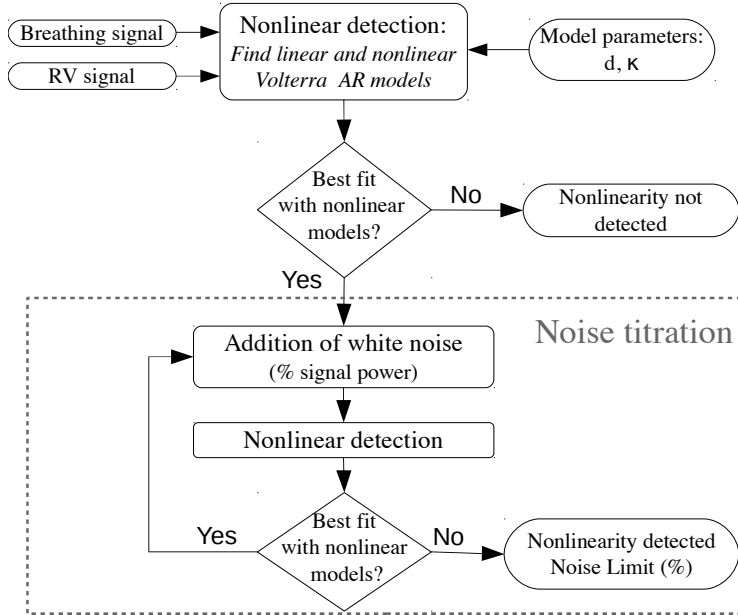 Breathing signal
RV signal
Nonlinear detection:
Find linear and nonlinear
Volterra AR models
Model parameters:
d, κ
Best fit
with nonlinear
models?
No
Nonlinearity not
detected
Yes
Noise titration
Addition of white noise
(% signal power)
Nonlinear detection
Yes
Best fit
with nonlinear
models?
No
Nonlinearity detected
Noise Limit (%)